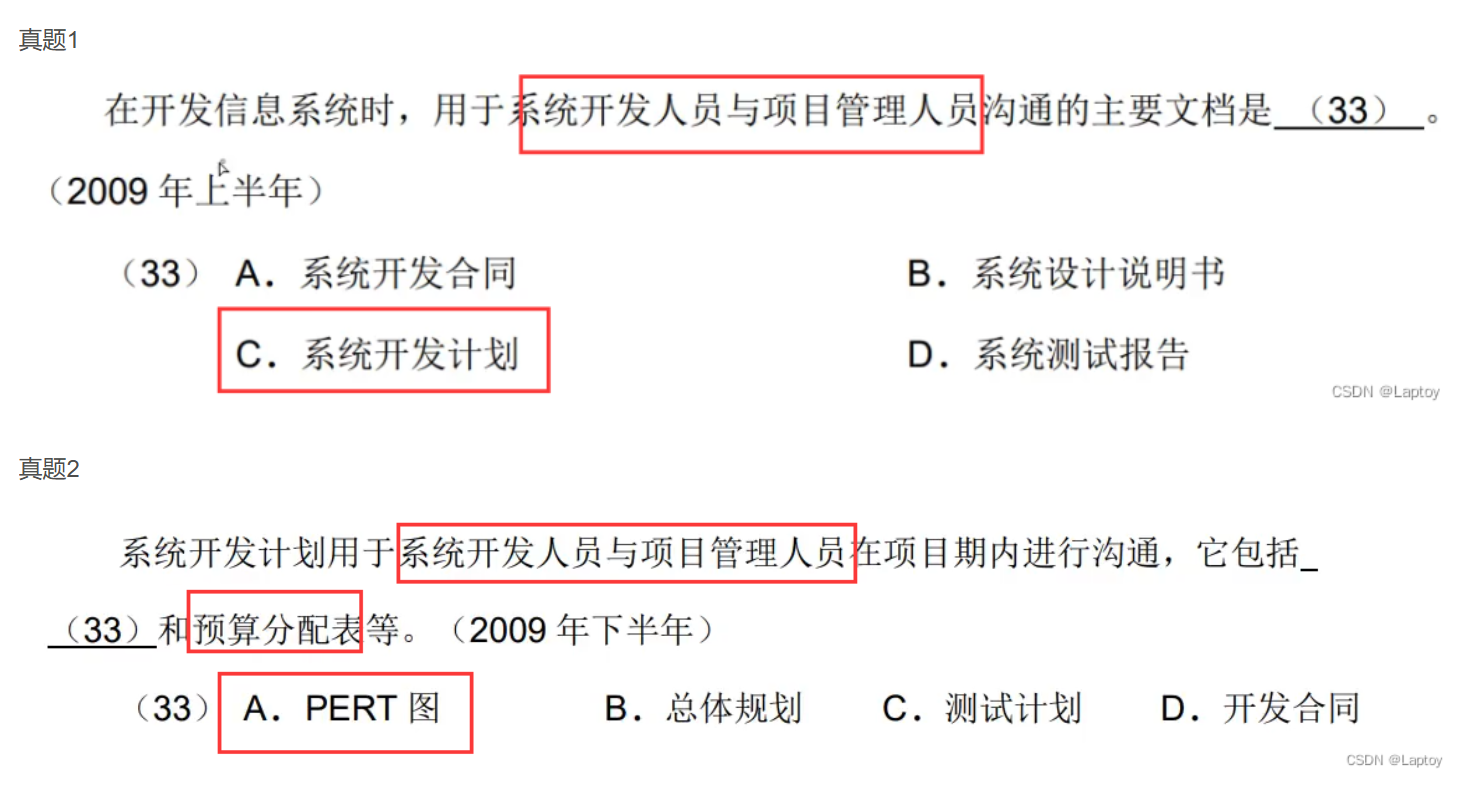 真题1
在开发信息系统时，用于系统开发人员与项目管理人员沟通的主要文档是 （33） 。
（2009 年上半年）
（33） A．系统开发合同 B．系统设计说明书
C．系统开发计划 D．系统测试报告
CSDN @Laptoy
真题2
系统开发计划用于系统开发人员与项目管理人员在项目期内进行沟通，它包括_
（33）和预算分配表等。（2009 年下半年）
（33） A．PERT 图 B．总体规划 C．测试计划 D．开发合同
CSDN @Laptoy